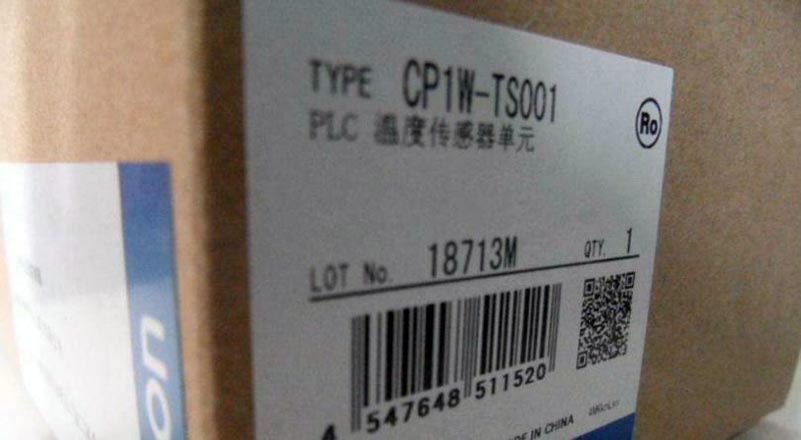 TYPE CP1W-TS001
PLC 温度传感器单元
Ro
LOT No. 18713M QTY. 1
4 547648 511520
DE IN CHINA
on